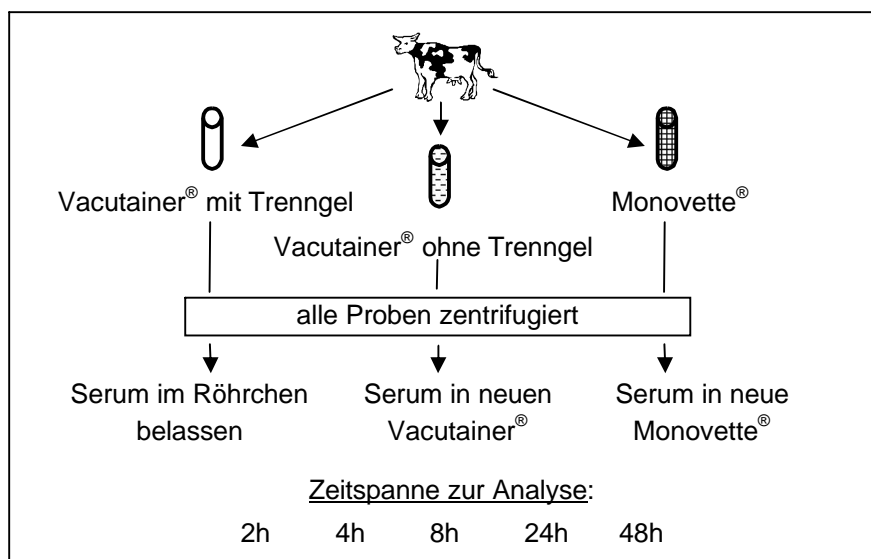 Vacutainer® mit Trenngel
Monovette®
Vacutainer® ohne Trenngel
alle Proben zentrifugiert
Serum im Röhrchen belassen
Serum in neuen Vacutainer®
Serum in neue Monovette®
Zeitspanne zur Analyse:
2h 4h 8h 24h 48h